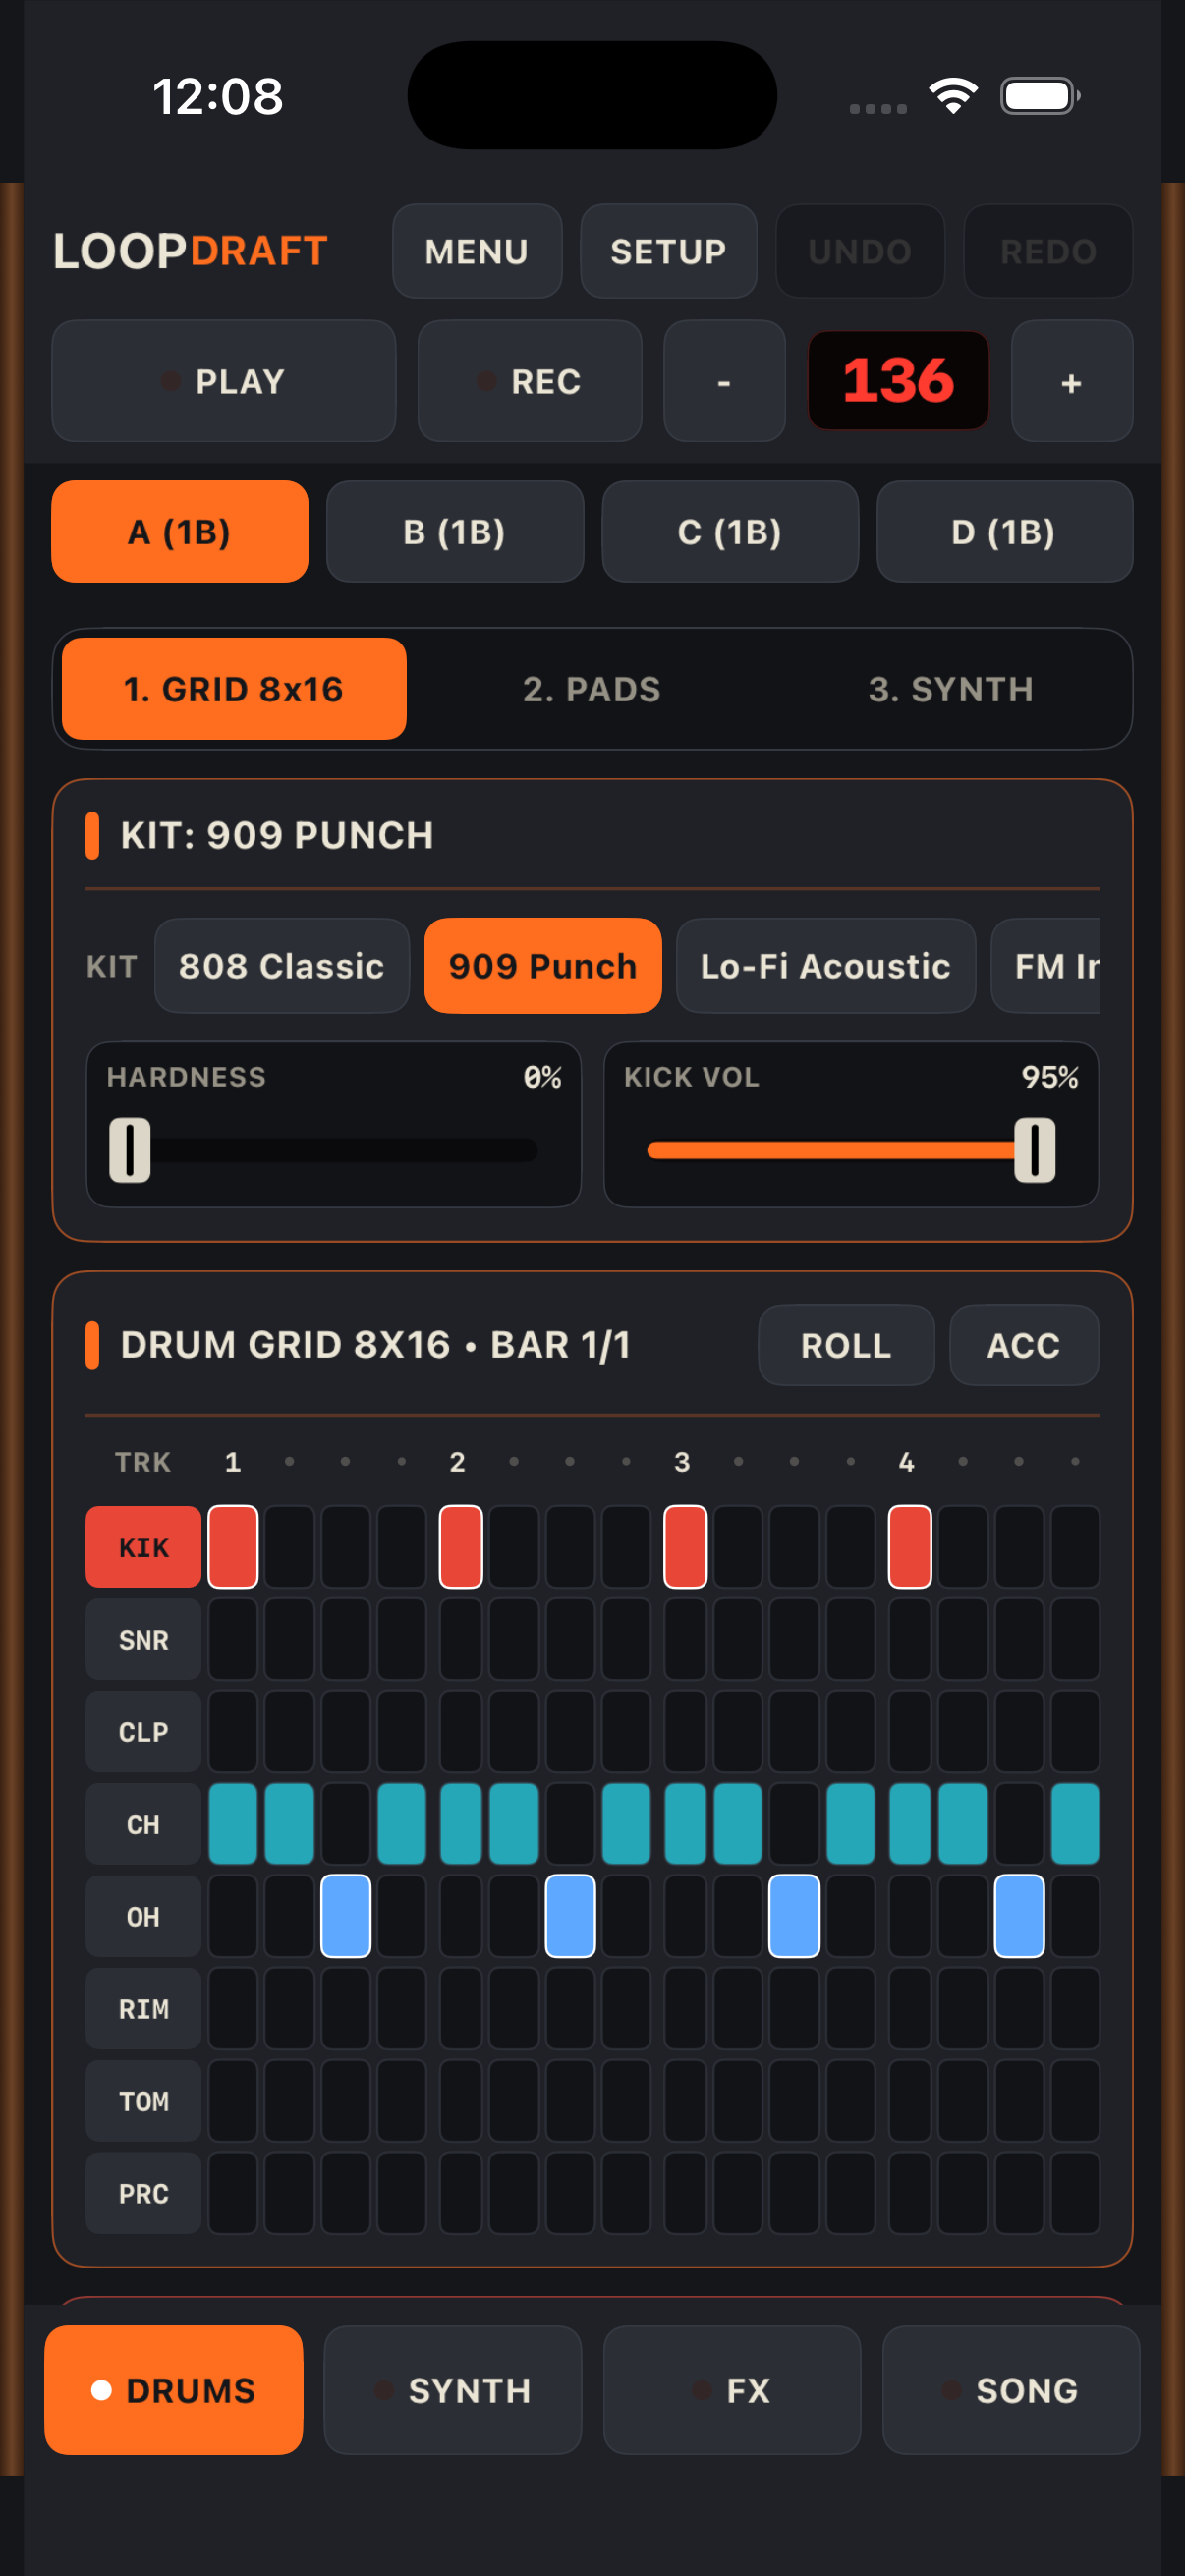 12:08
LOOPDRAFT MENU SETUP UNDO REDO
PLAY REC - 136 +
A (1B) B (1B) C (1B) D (1B)
1. GRID 8x16 2. PADS 3. SYNTH
KIT: 909 PUNCH
KIT 808 Classic 909 Punch Lo-Fi Acoustic FM
HARDNESS 0% KICK VOL 95%
DRUM GRID 8X16 • BAR 1/1 ROLL ACC
TRK 1 • • • 2 • • • 3 • • • 4 • • •
KIK
SNR
CLP
CH
OH
RIM
TOM
PRC
DRUMS SYNTH FX SONG